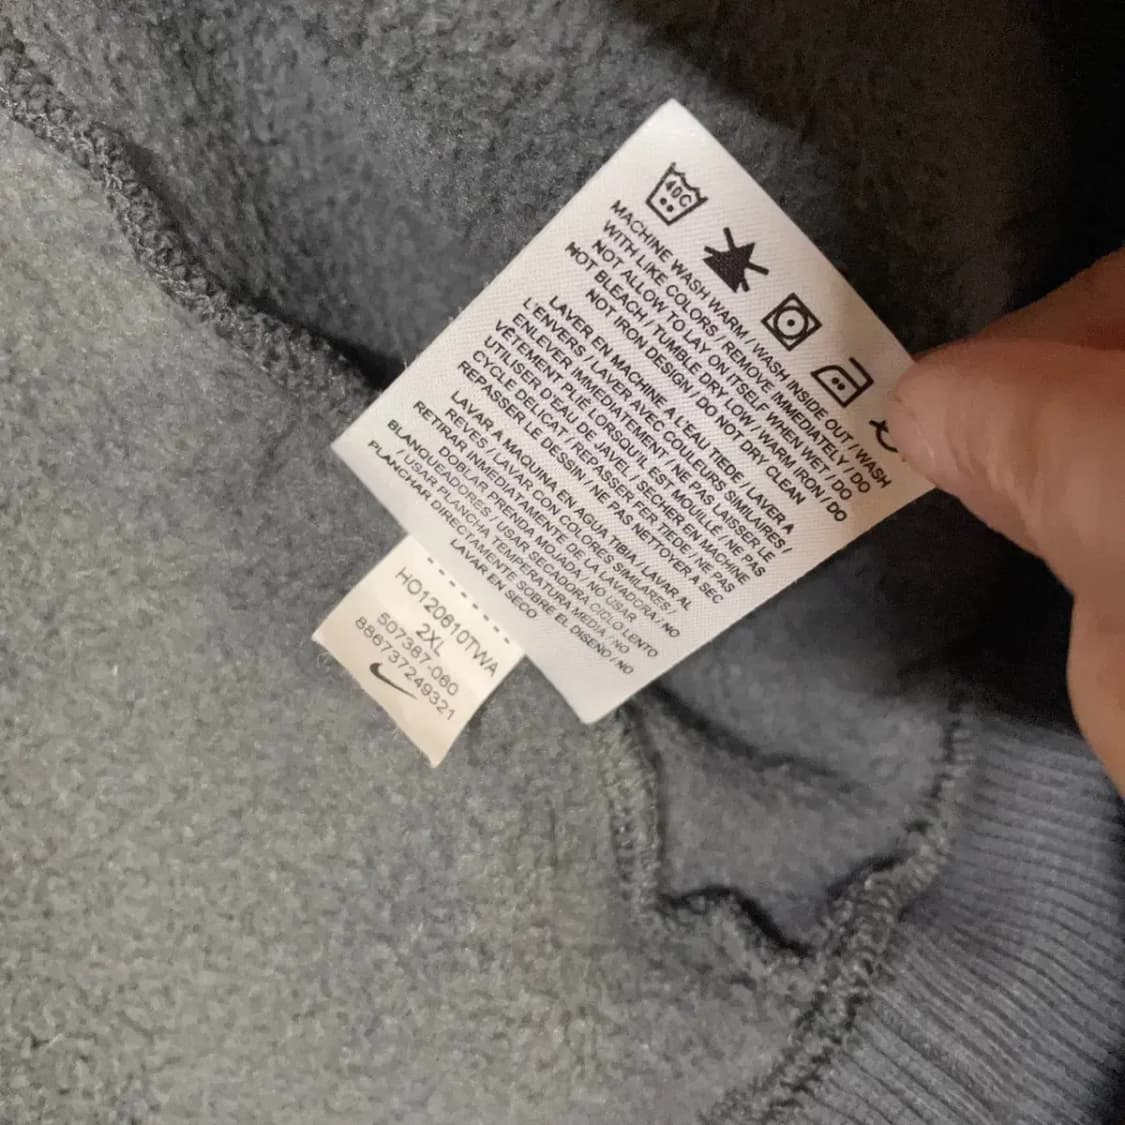 40C
MACHINE WASH WARM / WASH INSIDE OUT / WASH
WITH LIKE COLORS / REMOVE IMMEDIATELY / DO
NOT ALLOW TO LAY ON ITSELF WHEN WET / DO
NOT BLEACH / TUMBLE DRY LOW / WARM IRON / DO
NOT IRON DESIGN / DO NOT DRY CLEAN
LAVER EN MACHINE A L'EAU TIEDE / LAVER A
L'ENVERS / LAVER AVEC COULEURS SIMILAIRES /
ENLEVER IMMEDIATEMENT / NE PAS LAISSER LE
VÊTEMENT PLIÉ LORSQU'IL EST MOUILLÉ / NE PAS
UTILISER D'EAU DE JAVEL / SÉCHER EN MACHINE
CYCLE DELICAT / REPASSER FER TIEDE / NE PAS
REPASSER LE DESSIN / NE PAS NETTOYER A SEC
LAVAR A MAQUINA EN AGUA TIBIA / LAVAR AL
REVES / LAVAR CON COLORES SIMILARES /
RETIRAR INMEDIATAMENTE DE LA LAVADORA / NO
DOBLAR PRENDA MOJADA / NO USAR
BLANQUEADORES / USAR SECADORA CICLO LENTO
/ USAR PLANCHA TEMPERATURA MEDIA / NO
PLANCHAR DIRECTAMENTE SOBRE EL DISENO / NO
LAVAR EN SECO
HO120810TWA
2XL
507387-060
886737249321